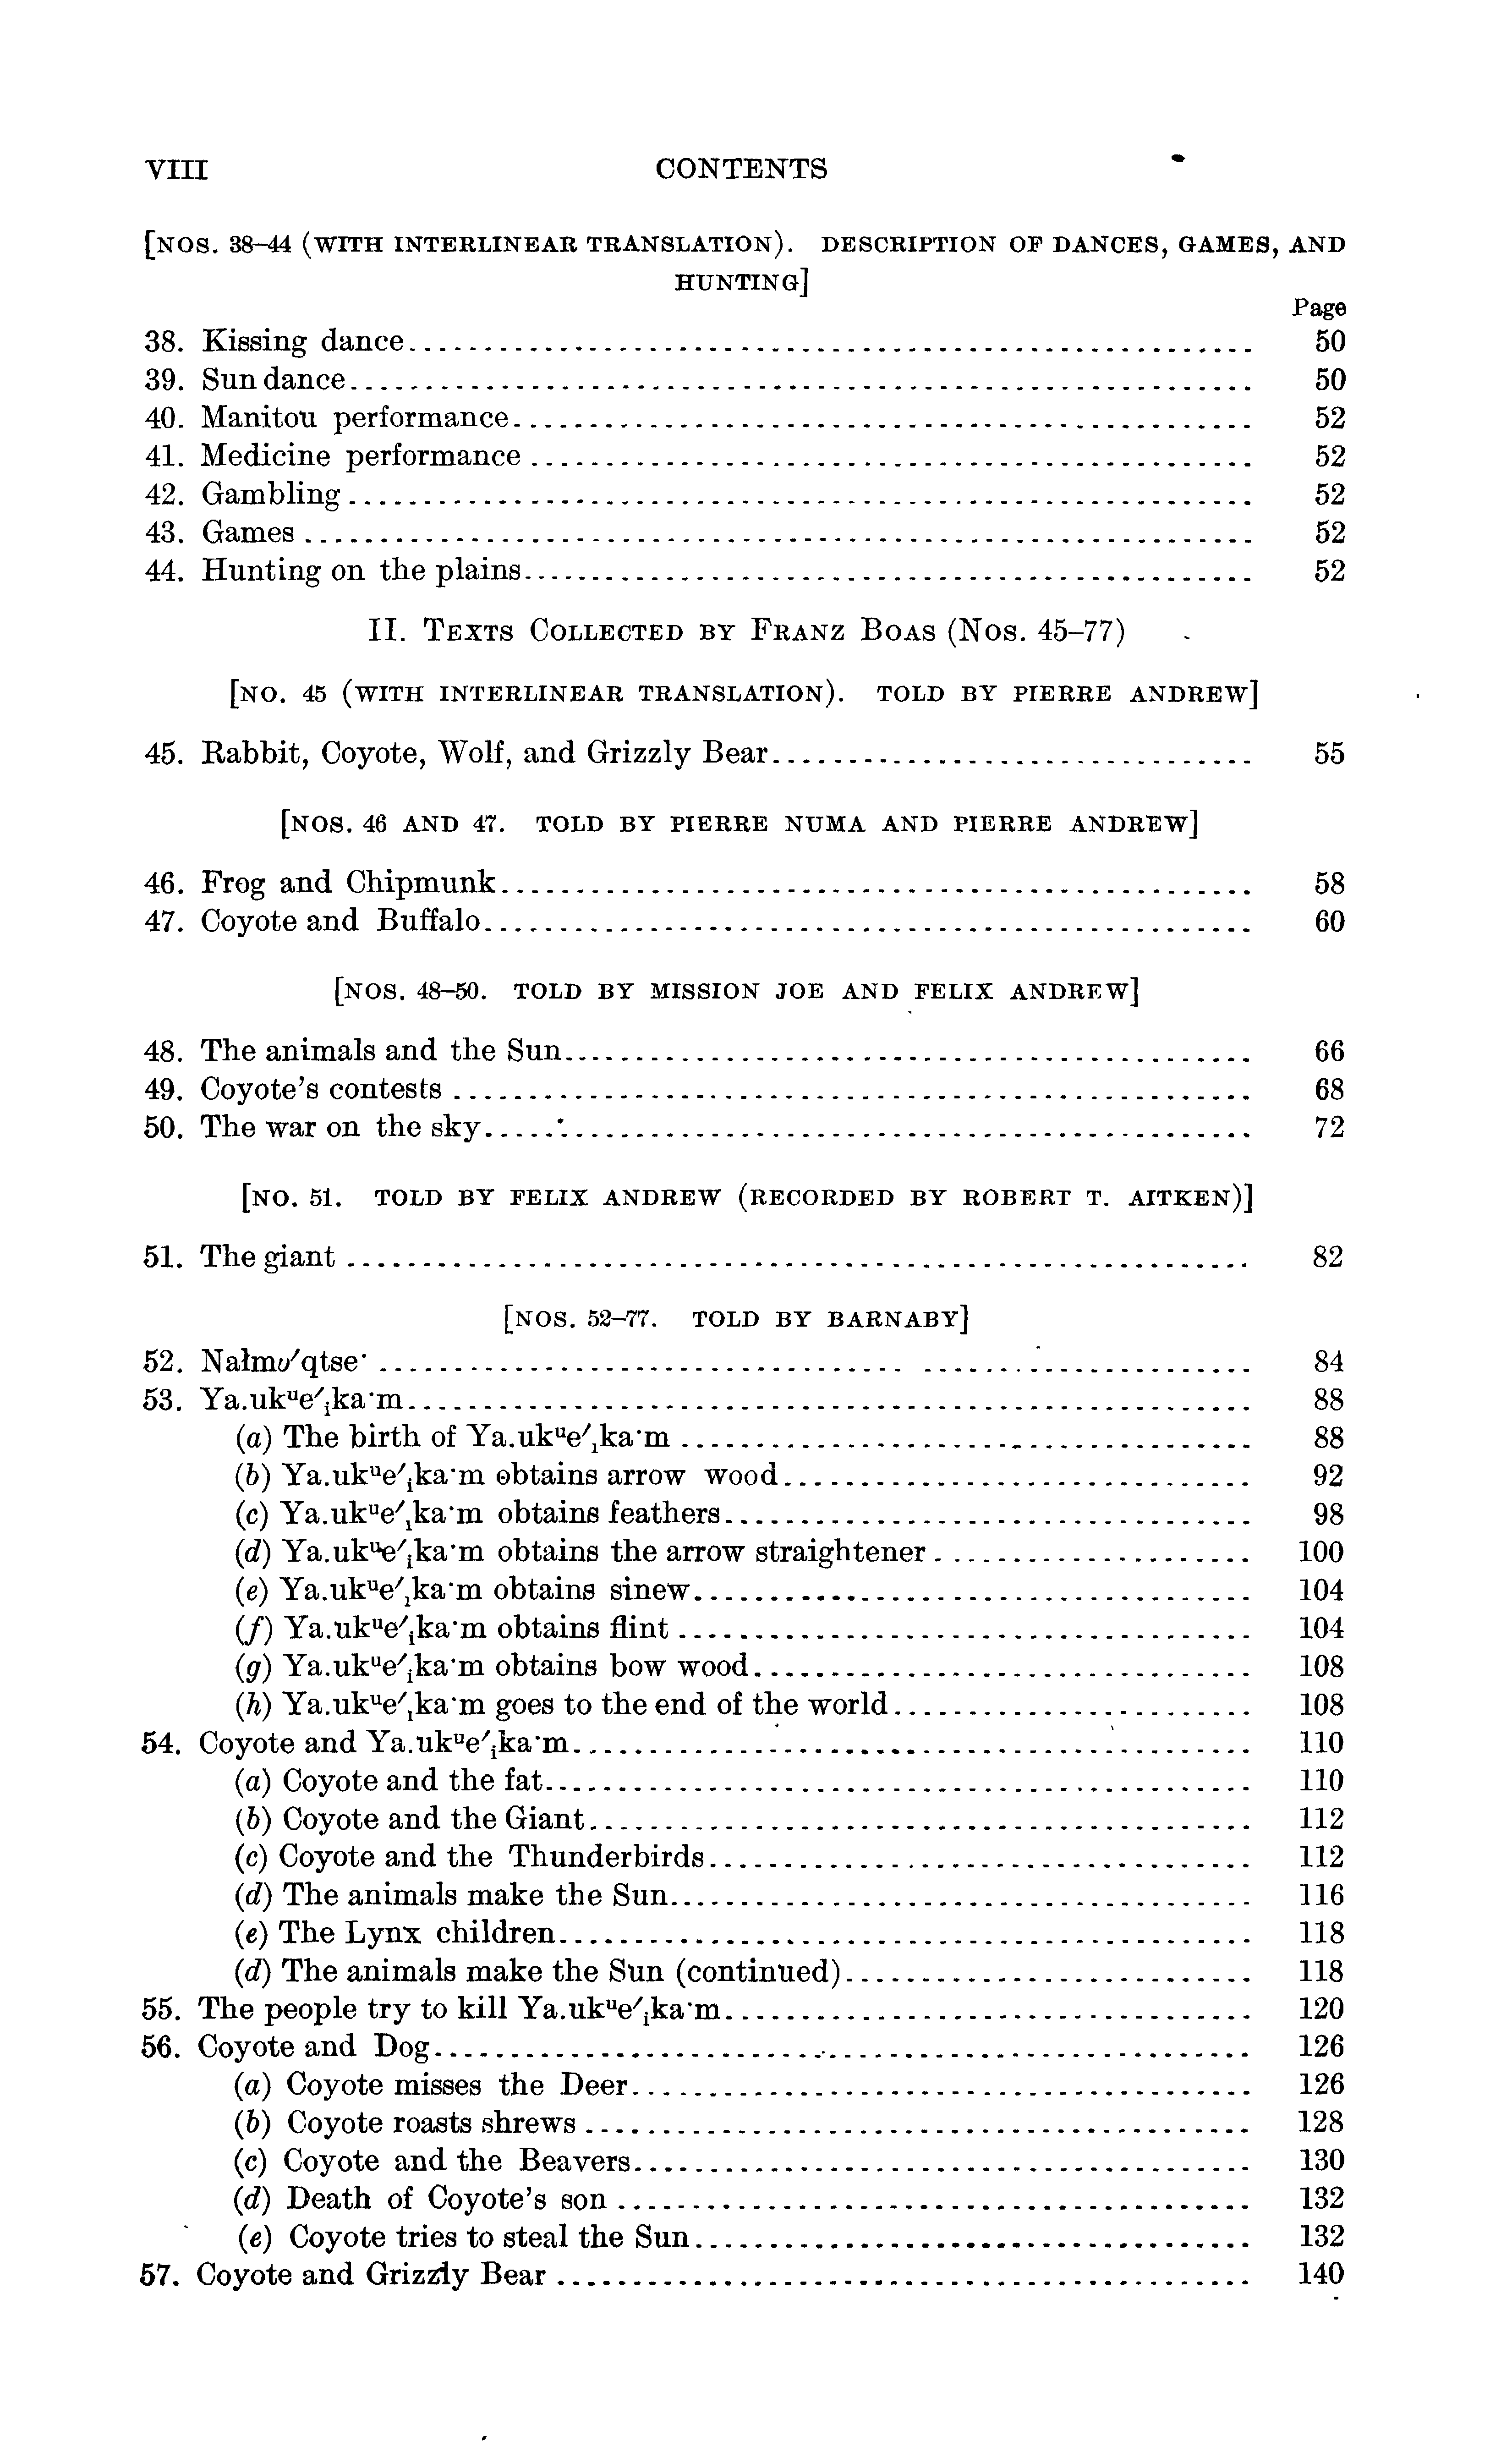 VIII CONTENTS
[NOS. 38–44 (WITH INTERLINEAR TRANSLATION). DESCRIPTION OF DANCES, GAMES, AND
HUNTING]
Page
38. Kissing dance 50
39. Sun dance 50
40. Manitou performance 52
41. Medicine performance 52
42. Gambling 52
43. Games 52
44. Hunting on the plains 52
II. TEXTS COLLECTED BY FRANZ BOAS (NOS. 45–77)
[NO. 45 (WITH INTERLINEAR TRANSLATION). TOLD BY PIERRE ANDREW]
45. Rabbit, Coyote, Wolf, and Grizzly Bear 55
[NOS. 46 AND 47. TOLD BY PIERRE NUMA AND PIERRE ANDREW]
46. Frog and Chipmunk 58
47. Coyote and Buffalo 60
[NOS. 48–50. TOLD BY MISSION JOE AND FELIX ANDREW]
48. The animals and the Sun 66
49. Coyote's contests 68
50. The war on the sky 72
[NO. 51. TOLD BY FELIX ANDREW (RECORDED BY ROBERT T. AITKEN)]
51. The giant 82
[NOS. 52–77. TOLD BY BARNABY]
52. Nałmu′qtse· 84
53. Ya.ukᵘe′ᵢka·m 88
(a) The birth of Ya.ukᵘe′ᵢka·m 88
(b) Ya.ukᵘe′ᵢka·m obtains arrow wood 92
(c) Ya.ukᵘe′ᵢka·m obtains feathers 98
(d) Ya.ukᵘe′ᵢka·m obtains the arrow straightener 100
(e) Ya.ukᵘe′ᵢka·m obtains sinew 104
(f) Ya.ukᵘe′ᵢka·m obtains flint 104
(g) Ya.ukᵘe′ᵢka·m obtains bow wood 108
(h) Ya.ukᵘe′ᵢka·m goes to the end of the world 108
54. Coyote and Ya.ukᵘe′ᵢka·m 110
(a) Coyote and the fat 110
(b) Coyote and the Giant 112
(c) Coyote and the Thunderbirds 112
(d) The animals make the Sun 116
(e) The Lynx children 118
(d) The animals make the Sun (continued) 118
55. The people try to kill Ya.ukᵘe′ᵢka·m 120
56. Coyote and Dog 126
(a) Coyote misses the Deer 126
(b) Coyote roasts shrews 128
(c) Coyote and the Beavers 130
(d) Death of Coyote's son 132
(e) Coyote tries to steal the Sun 132
57. Coyote and Grizzly Bear 140